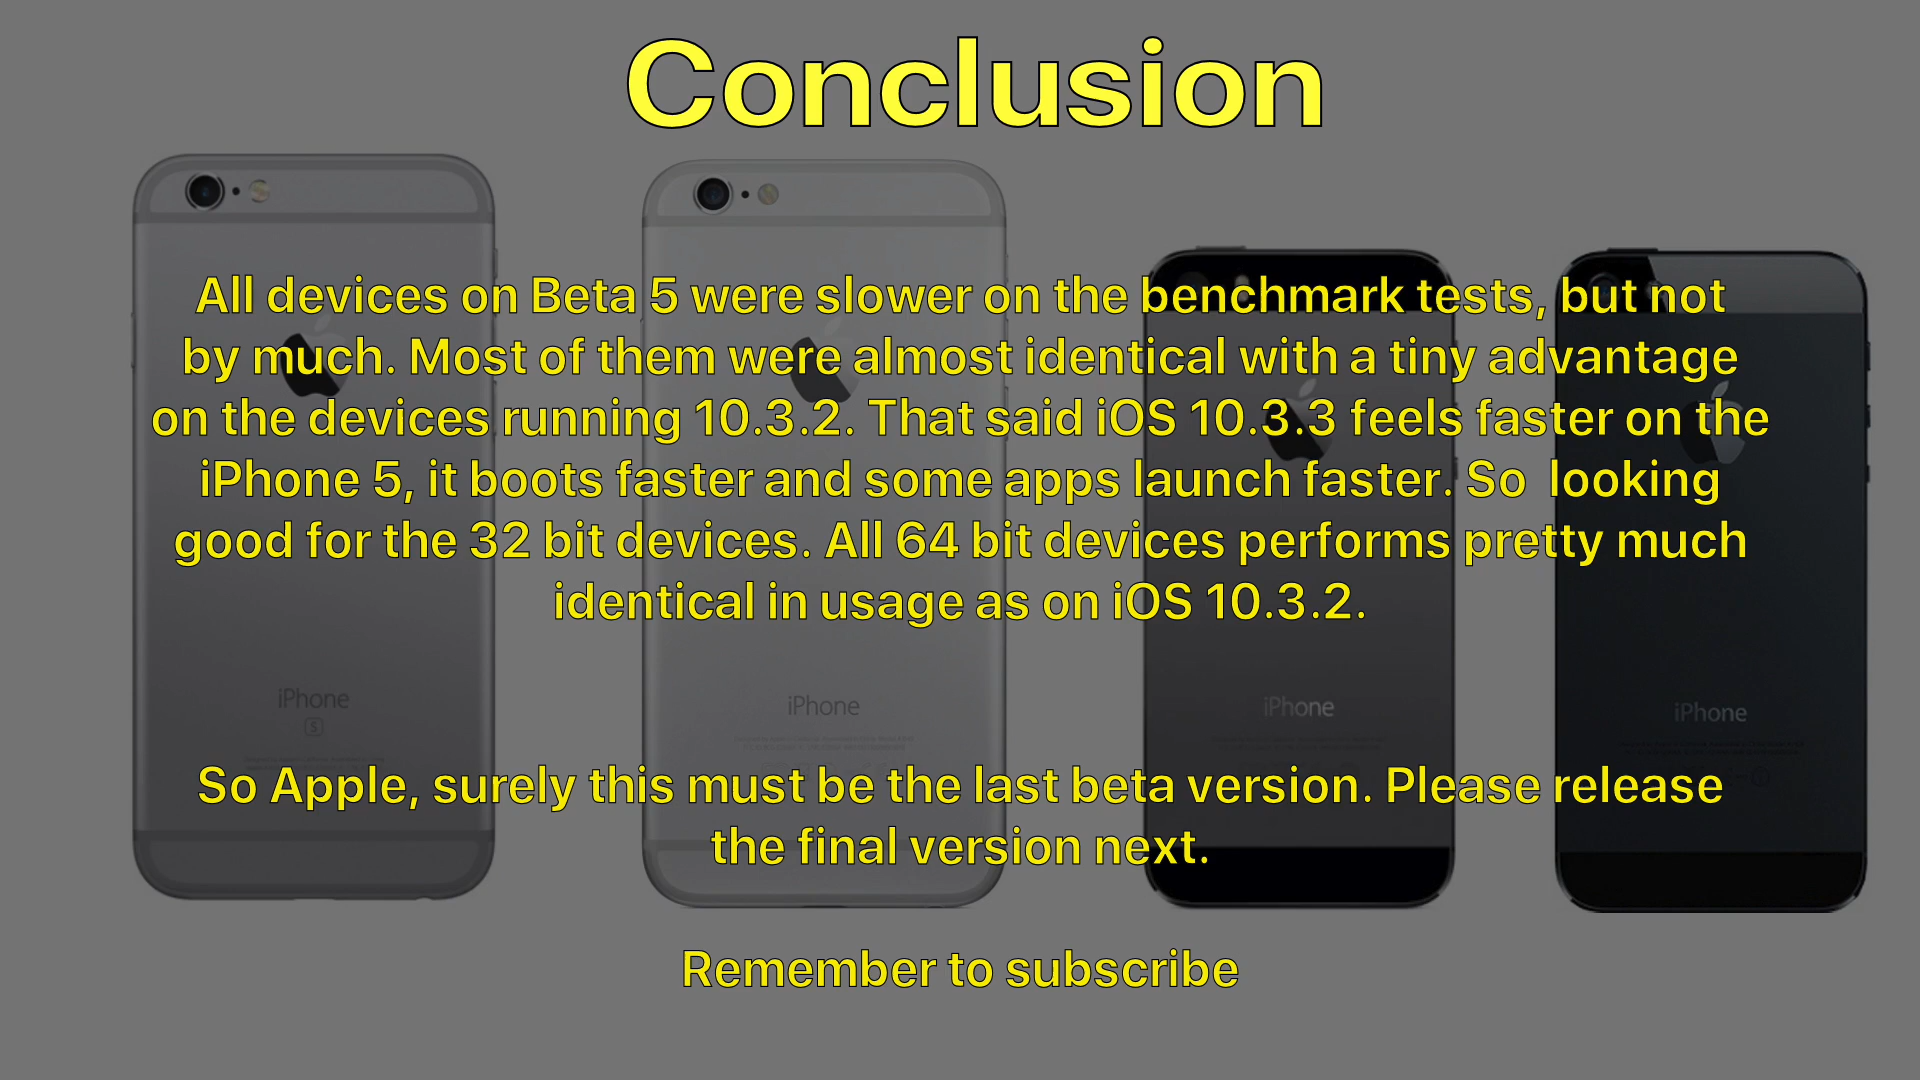 Conclusion
All devices on Beta 5 were slower on the benchmark tests, but not
by much. Most of them were almost identical with a tiny advantage
on the devices running 10.3.2. That said iOS 10.3.3 feels faster on the
iPhone 5, it boots faster and some apps launch faster. So  looking
good for the 32 bit devices. All 64 bit devices performs pretty much
identical in usage as on iOS 10.3.2.
iPhone
S
iPhone
iPhone
iPhone
So Apple, surely this must be the last beta version. Please release
the final version next.
Remember to subscribe